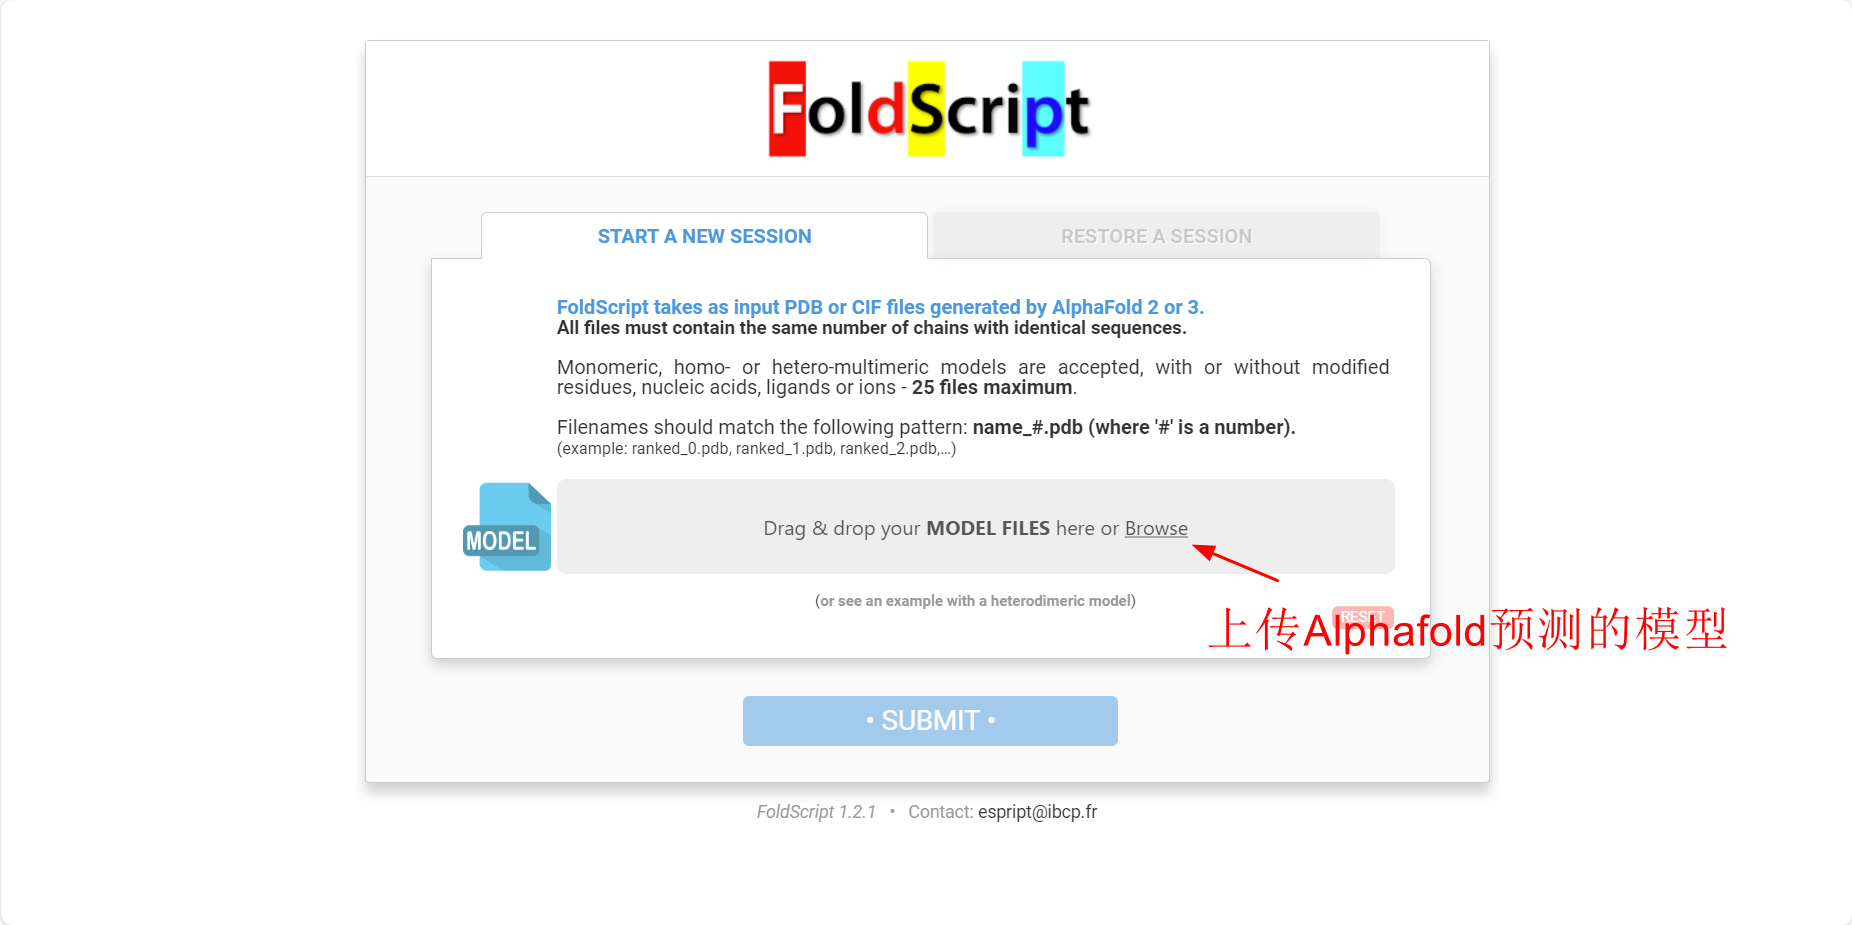 FoldScript
START A NEW SESSION
RESTORE A SESSION
FoldScript takes as input PDB or CIF files generated by AlphaFold 2 or 3.
All files must contain the same number of chains with identical sequences.
Monomeric, homo- or hetero-multimeric models are accepted, with or without modified
residues, nucleic acids, ligands or ions - 25 files maximum.
Filenames should match the following pattern: name_#.pdb (where '#' is a number).
(example: ranked_0.pdb, ranked_1.pdb, ranked_2.pdb,...)
MODEL
Drag & drop your MODEL FILES here or Browse
(or see an example with a heterodimeric model)
RESET
上传Alphafold预测的模型
• SUBMIT •
FoldScript 1.2.1 • Contact: espript@ibcp.fr